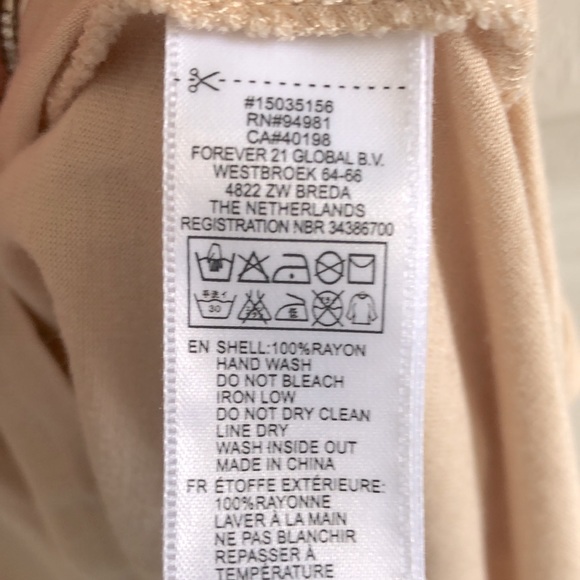 #15035156
RN#94981
CA#40198
FOREVER 21 GLOBAL B.V.
WESTBROEK 64-66
4822 ZW BREDA
THE NETHERLANDS
REGISTRATION NBR 34386700
30
EN SHELL:100%RAYON
HAND WASH
DO NOT BLEACH
IRON LOW
DO NOT DRY CLEAN
LINE DRY
WASH INSIDE OUT
MADE IN CHINA
FR ÉTOFFE EXTÉRIEURE:
100%RAYONNE
LAVER À LA MAIN
NE PAS BLANCHIR
REPASSER À
TEMPÉRATURE